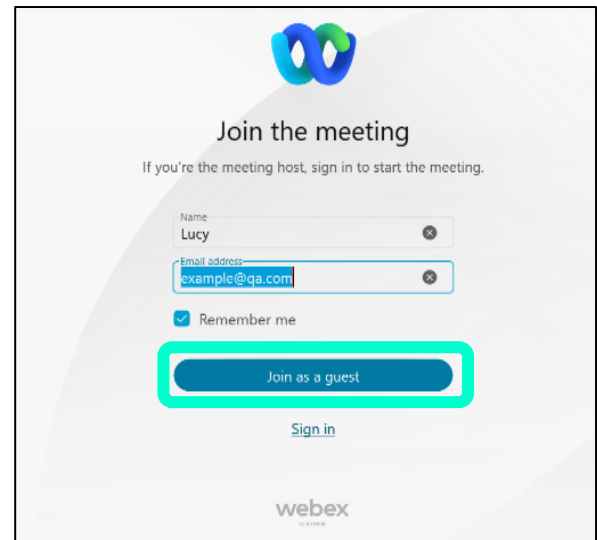 Join the meeting
If you're the meeting host, sign in to start the meeting.
Name
Lucy
Email address
example@qa.com
Remember me
Join as a guest
Sign in
webex